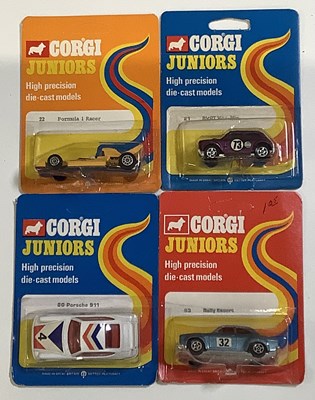 CORGI
JUNIORS
High precision
die-cast models
22 Formula 1 Racer
CORGI
JUNIORS
High precision
die-cast models
73
CORGI
JUNIORS
High precision
die-cast models
Porsche 911
4
CORGI
JUNIORS
High precision
die-cast models
Rally
32